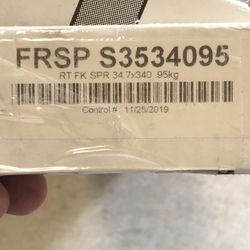 FRSP S3534095
RT FK SPR 34.7x340 .95kg
Control # 11/25/2019